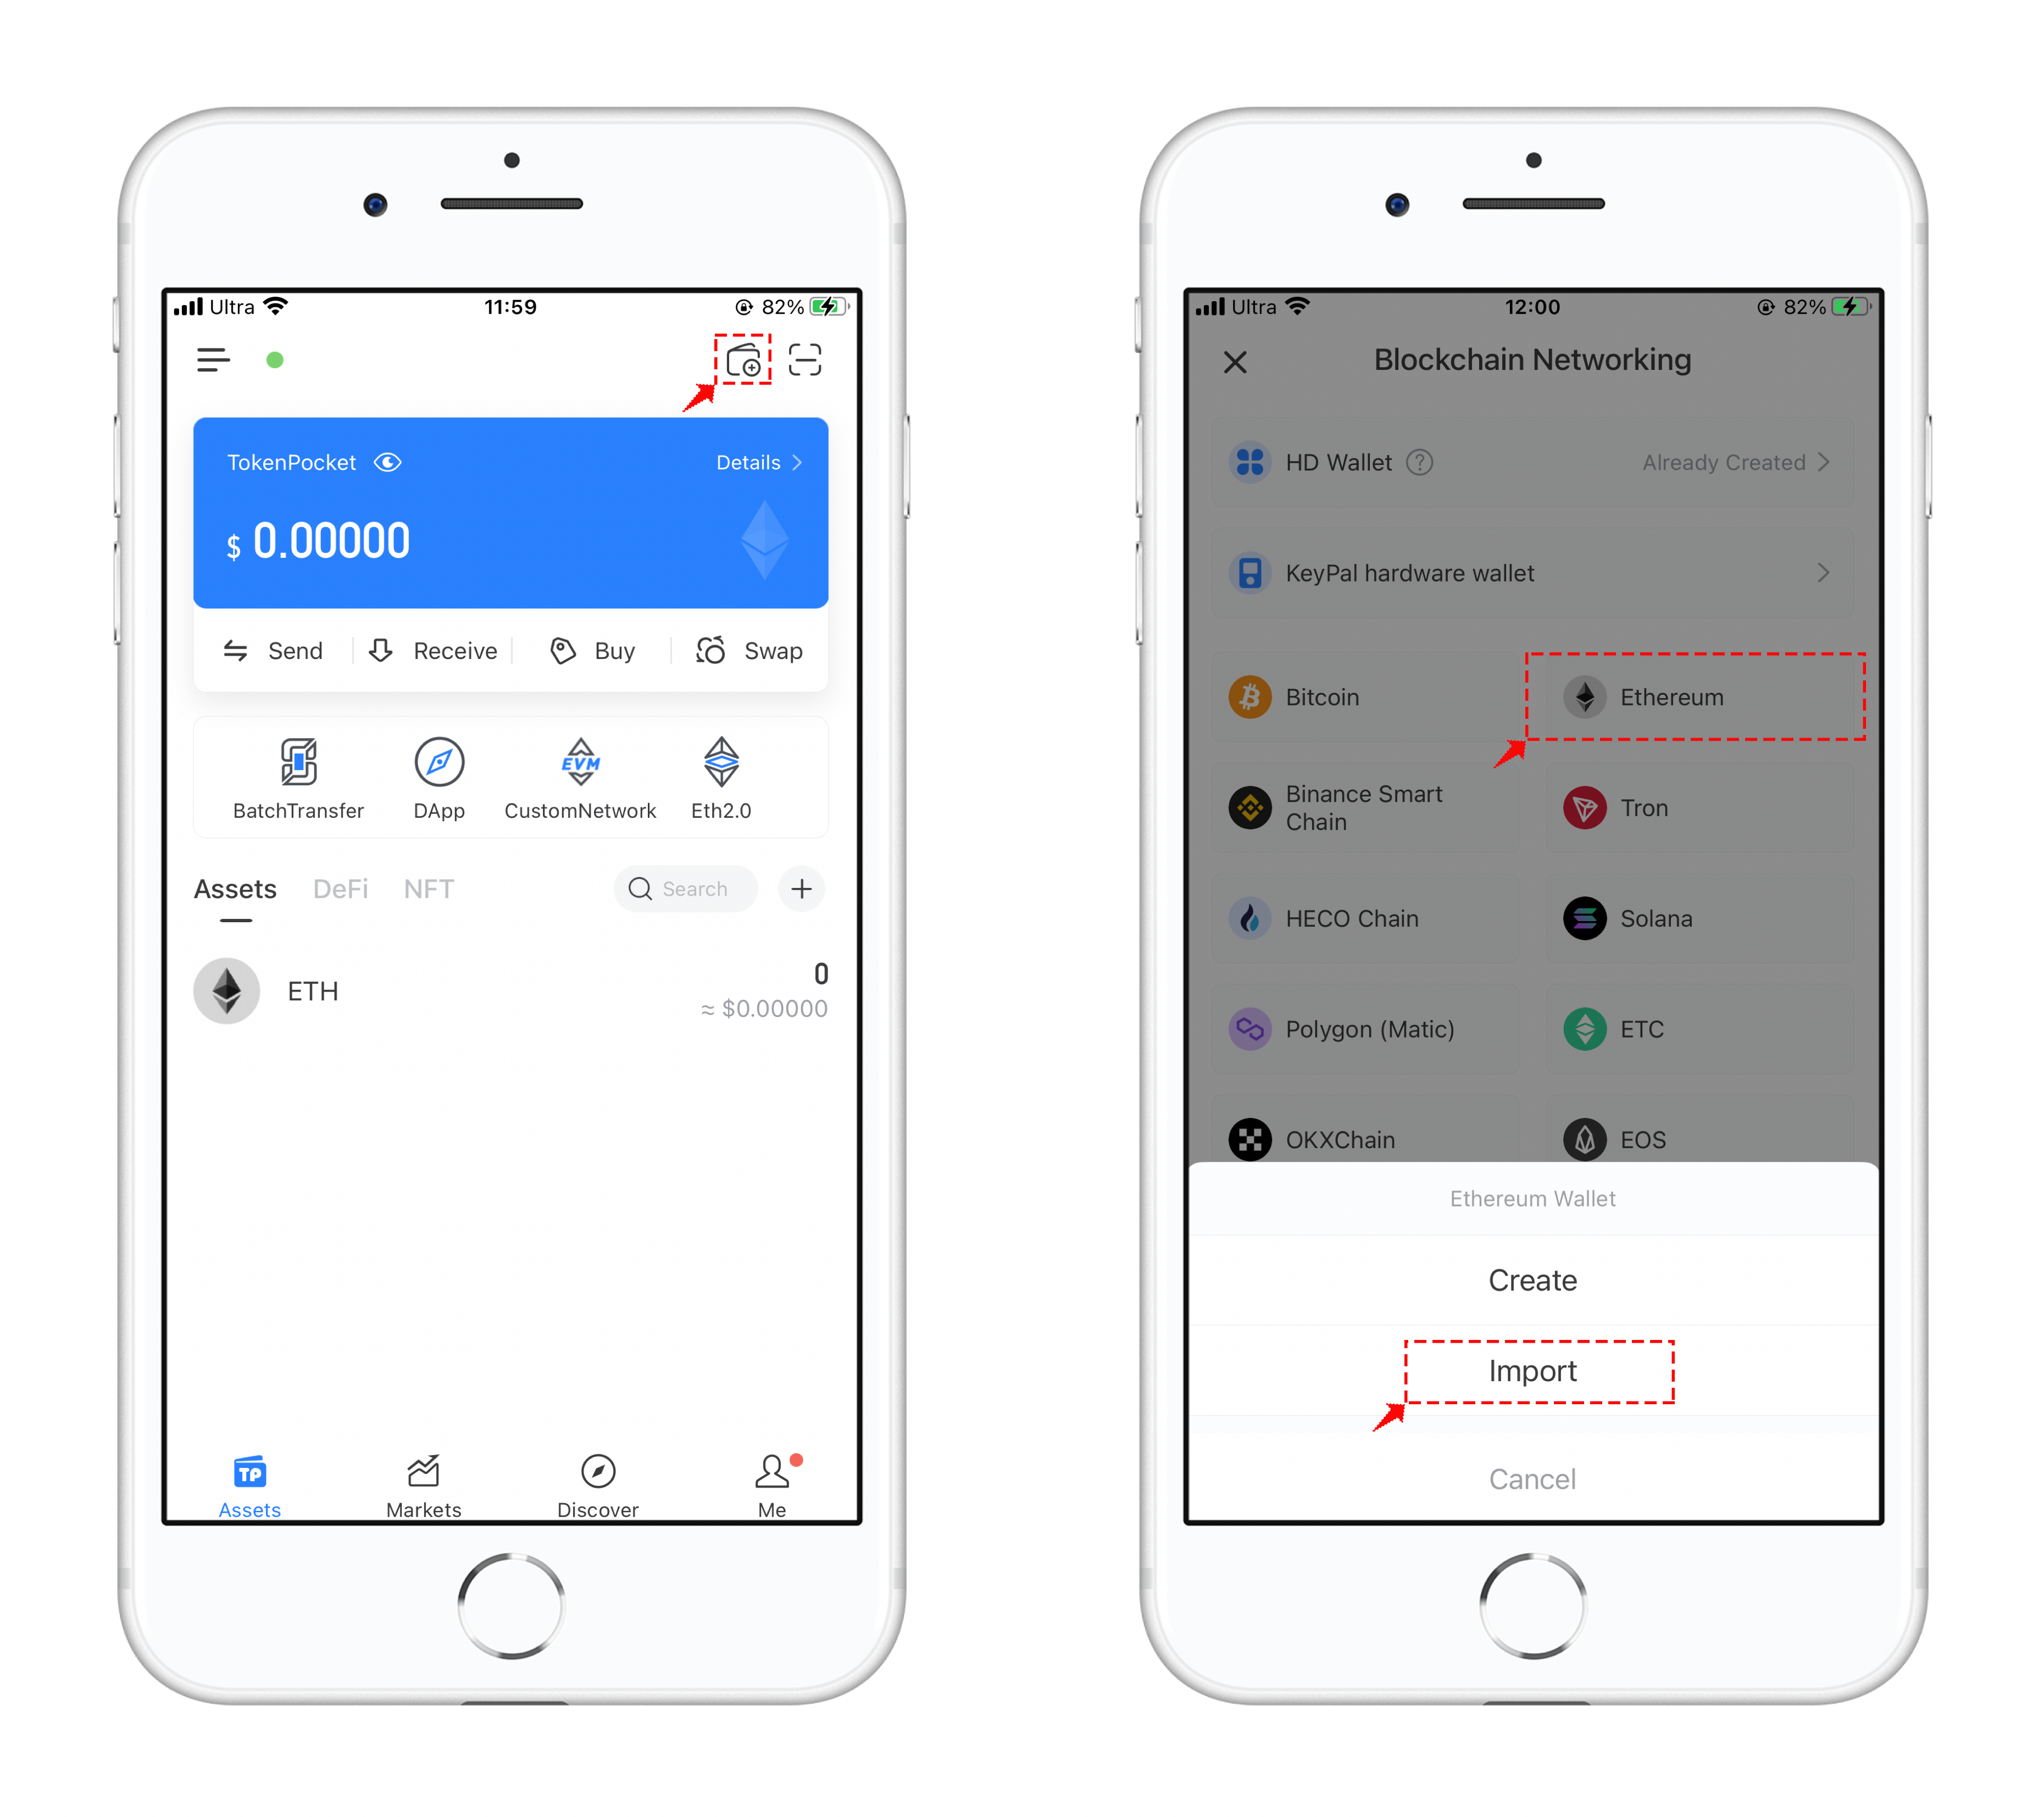 Ultra
11:59
82%
TokenPocket
Details
$ 0.00000
Send
Receive
Buy
Swap
EVM
BatchTransfer
DApp
CustomNetwork
Eth2.0
Assets
DeFi
NFT
Search
ETH
0
≈ $0.00000
TP
Assets
Markets
Discover
Me
Ultra
12:00
82%
Blockchain Networking
HD Wallet
Already Created
KeyPal hardware wallet
Bitcoin
Ethereum
Binance Smart
Chain
Tron
HECO Chain
Solana
Polygon (Matic)
ETC
OKXChain
EOS
Ethereum Wallet
Create
Import
Cancel